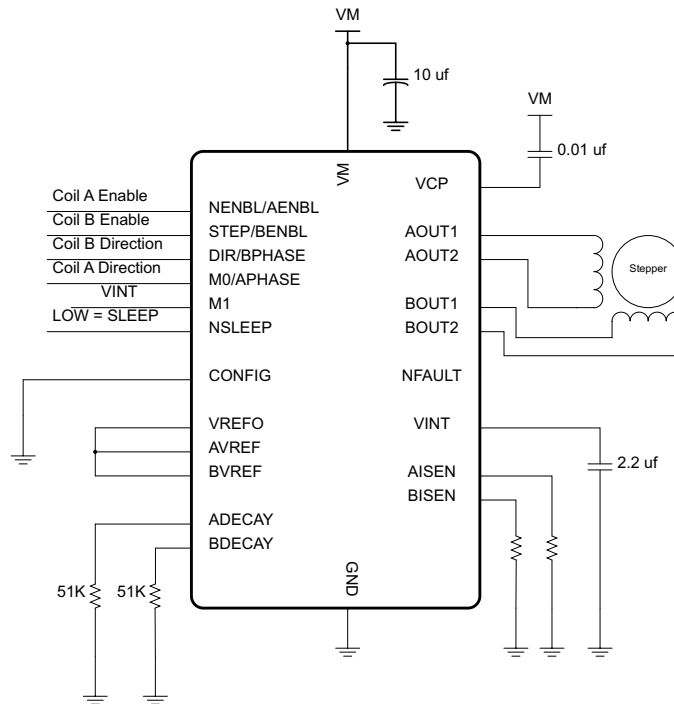 VM
10 uf
VM
0.01 uf
VM
VCP
Coil A Enable
NENBL/AENBL
Coil B Enable
STEP/BENBL
AOUT1
Coil B Direction
DIR/BPHASE
AOUT2
Stepper
Coil A Direction
M0/APHASE
VINT
M1
BOUT1
LOW = SLEEP
NSLEEP
BOUT2
CONFIG
NFAULT
VREFO
VINT
AVREF
2.2 uf
BVREF
AISEN
BISEN
ADECAY
BDECAY
51K
51K
GND